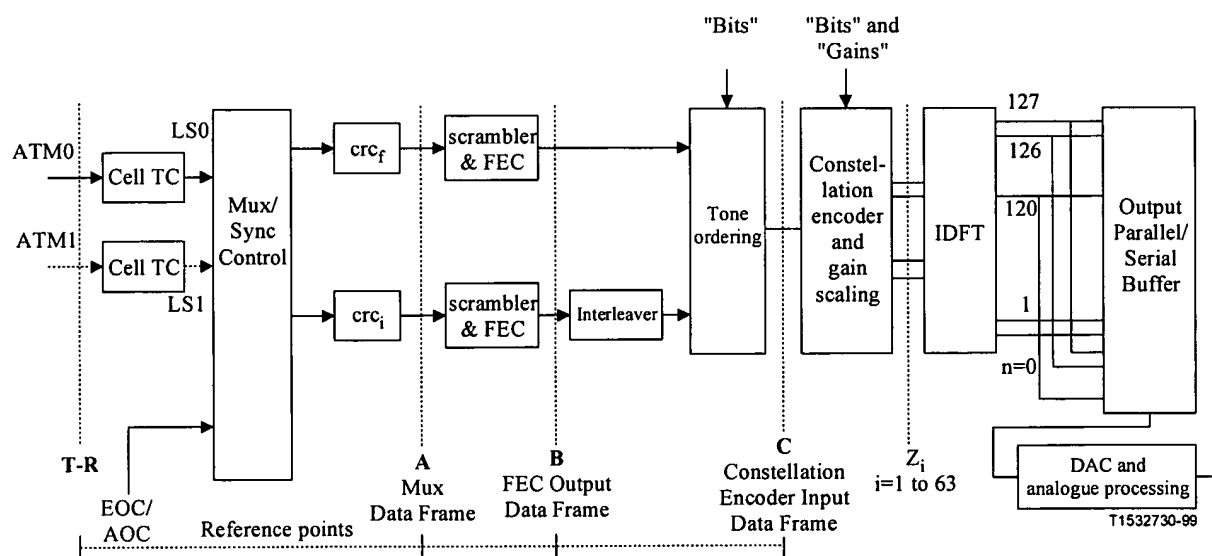 "Bits"
"Bits" and
"Gains"
ATM0
LS0
Cell TC
ATM1
Cell TC
LS1
Mux/
Sync
Control
crc_f
scrambler
& FEC
crc_i
scrambler
& FEC
Interleaver
Tone
ordering
Constel-
lation
encoder
and
gain
scaling
IDFT
127
126
120
1
n=0
Output
Parallel/
Serial
Buffer
T-R
EOC/
AOC
A
Mux
Data Frame
B
FEC Output
Data Frame
C
Constellation
Encoder Input
Data Frame
Z_i
i=1 to 63
DAC and
analogue processing
T1532730-99
Reference points